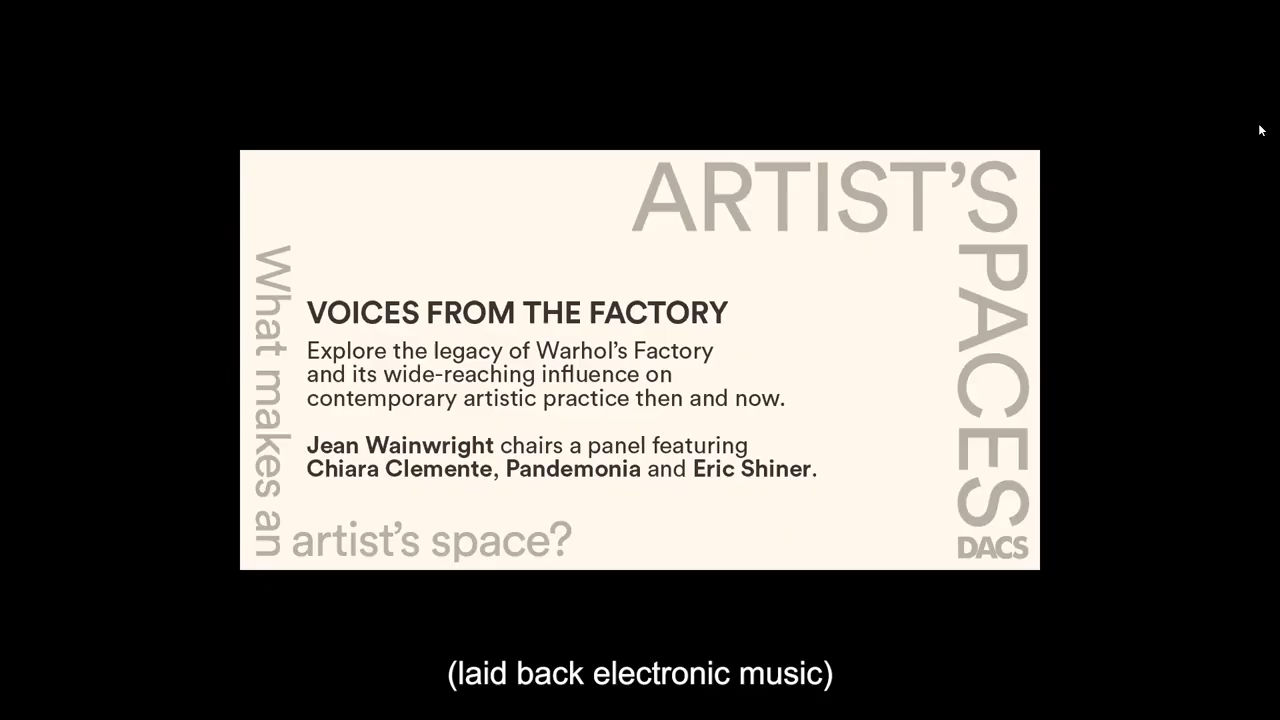 ARTIST'S
PACES
VOICES FROM THE FACTORY
Explore the legacy of Warhol's Factory
and its wide-reaching influence on
contemporary artistic practice then and now.
Jean Wainwright chairs a panel featuring
Chiara Clemente, Pandemonia and Eric Shiner.
What makes an
artist's space?
DACS
(laid back electronic music)